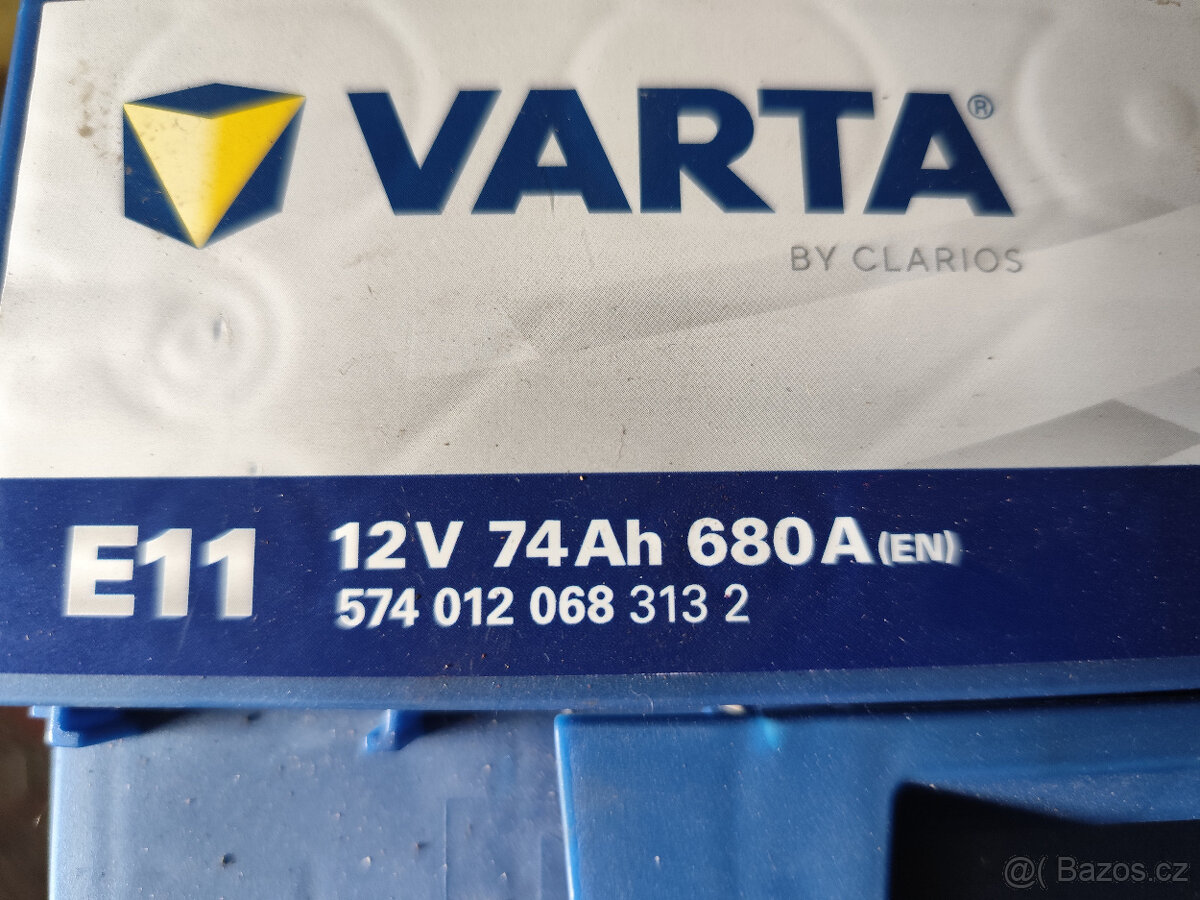 VARTA®
BY CLARIOS
E11
12V 74Ah 680A (EN)
574 012 068 313 2
@( Bazos.cz